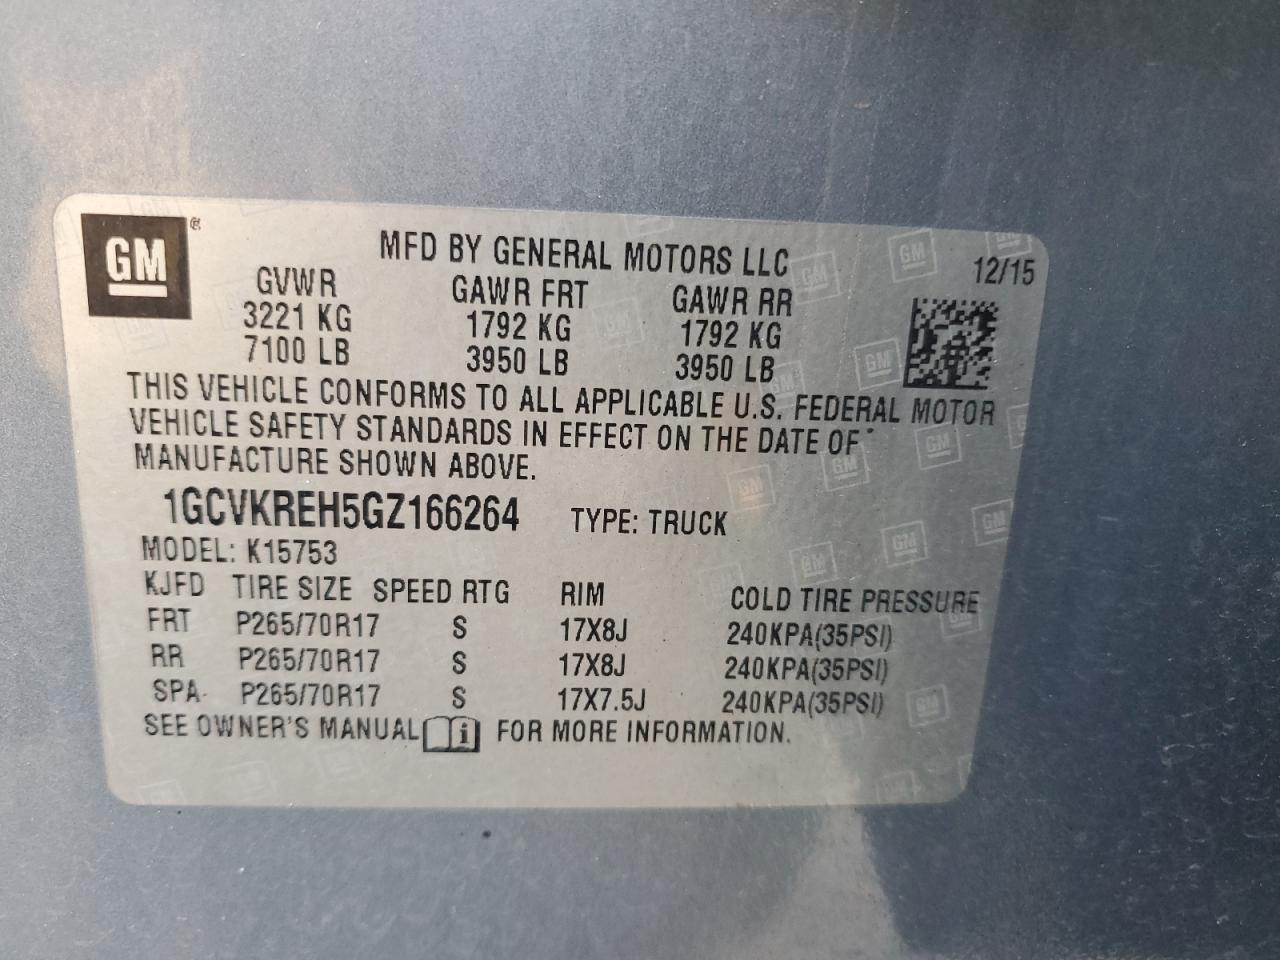 GM ®
MFD BY GENERAL MOTORS LLC
12/15
GVWR GAWR FRT GAWR RR
3221 KG 1792 KG 1792 KG
7100 LB 3950 LB 3950 LB
THIS VEHICLE CONFORMS TO ALL APPLICABLE U.S. FEDERAL MOTOR
VEHICLE SAFETY STANDARDS IN EFFECT ON THE DATE OF
MANUFACTURE SHOWN ABOVE.
1GCVKREH5GZ166264 TYPE: TRUCK
MODEL: K15753
KJFD TIRE SIZE SPEED RTG RIM COLD TIRE PRESSURE
FRT P265/70R17 S 17X8J 240KPA(35PSI)
RR P265/70R17 S 17X8J 240KPA(35PSI)
SPA P265/70R17 S 17X7.5J 240KPA(35PSI)
SEE OWNER'S MANUAL i FOR MORE INFORMATION.